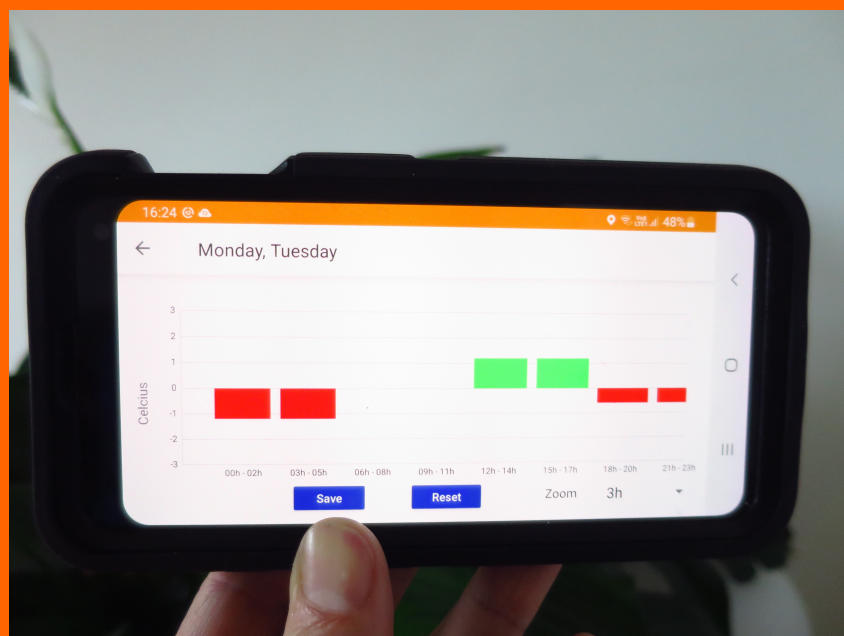 16:24 48%
Monday, Tuesday
Celcius
3
2
1
0
-1
-2
-3
00h - 02h 03h - 05h 06h - 08h 09h - 11h 12h - 14h 15h - 17h 18h - 20h 21h - 23h
Save Reset Zoom 3h